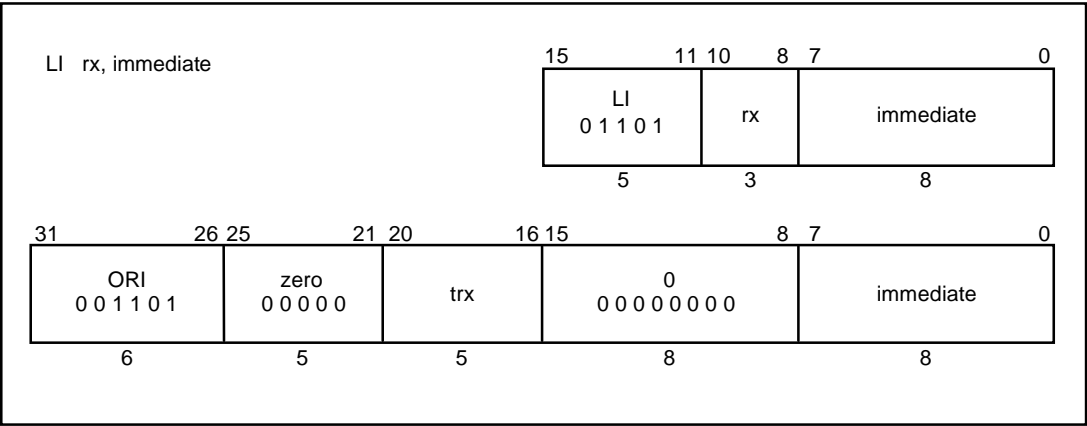 LI rx, immediate
15 11 10 8 7 0
LI
0 1 1 0 1
rx
immediate
5 3 8
31 26 25 21 20 16 15 8 7 0
ORI
0 0 1 1 0 1
zero
0 0 0 0 0
trx
0
0 0 0 0 0 0 0 0
immediate
6 5 5 8 8